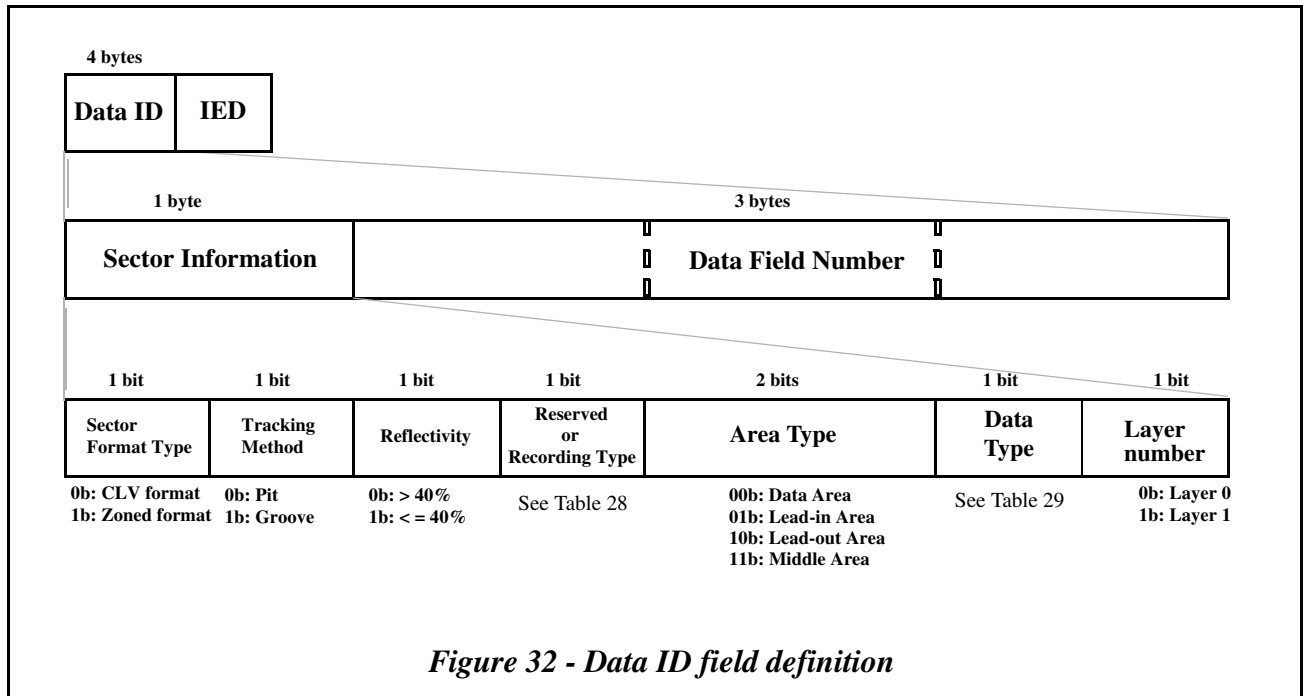 4 bytes
Data ID IED
1 byte 3 bytes
Sector Information Data Field Number
1 bit 1 bit 1 bit 1 bit 2 bits 1 bit 1 bit
Sector
Format Type
Tracking
Method
Reflectivity
Reserved
or
Recording Type
Area Type
Data
Type
Layer
number
0b: CLV format
1b: Zoned format
0b: Pit
1b: Groove
0b: > 40%
1b: < = 40%
See Table 28
00b: Data Area
01b: Lead-in Area
10b: Lead-out Area
11b: Middle Area
See Table 29
0b: Layer 0
1b: Layer 1
Figure 32 - Data ID field definition